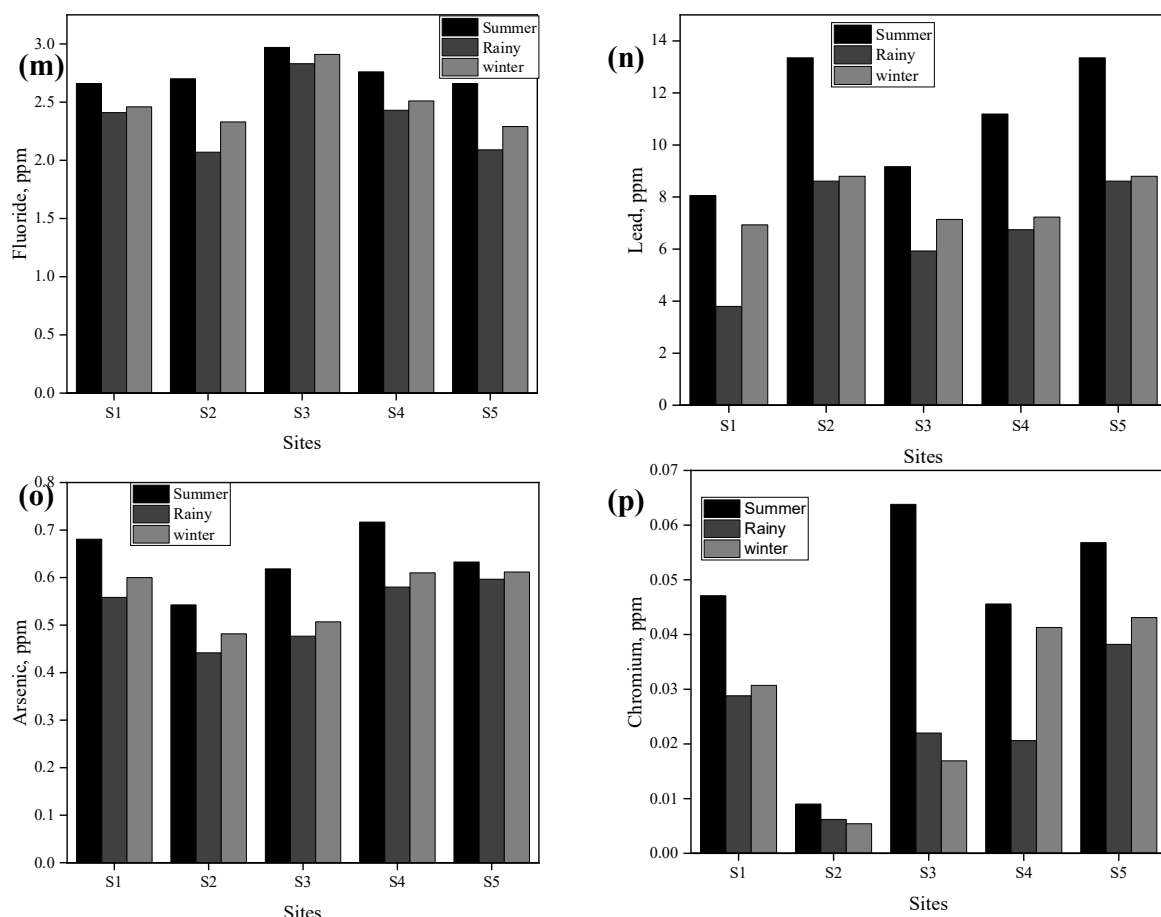 (m)
Summer
Rainy
winter
3.0
2.5
2.0
1.5
1.0
0.5
0.0
Fluoride, ppm
S1 S2 S3 S4 S5
Sites
(n)
Summer
Rainy
winter
14
12
10
8
6
4
2
0
Lead, ppm
S1 S2 S3 S4 S5
Sites
(o)
Summer
Rainy
winter
0.8
0.7
0.6
0.5
0.4
0.3
0.2
0.1
0.0
Arsenic, ppm
S1 S2 S3 S4 S5
Sites
(p)
Summer
Rainy
winter
0.07
0.06
0.05
0.04
0.03
0.02
0.01
0.00
Chromium, ppm
S1 S2 S3 S4 S5
Sites